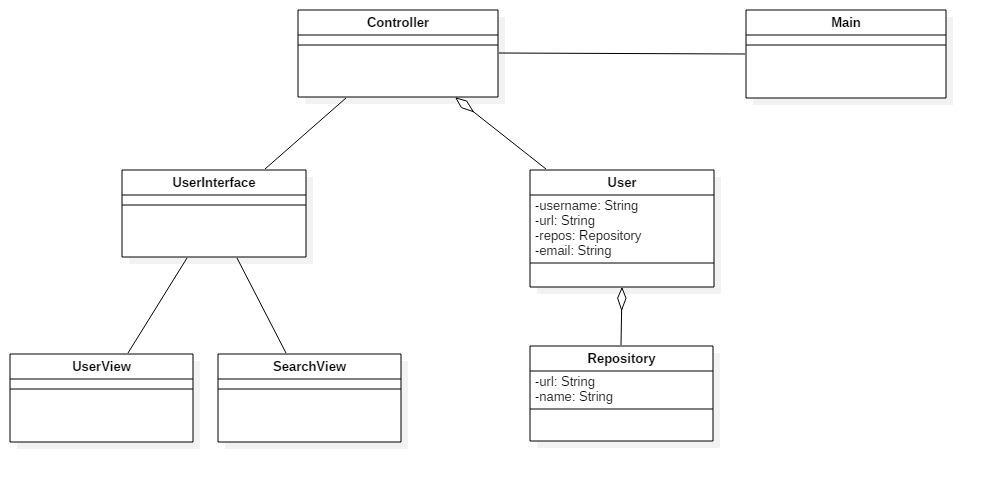 Controller
Main
UserInterface
User
-username: String
-url: String
-repos: Repository
-email: String
UserView
SearchView
Repository
-url: String
-name: String